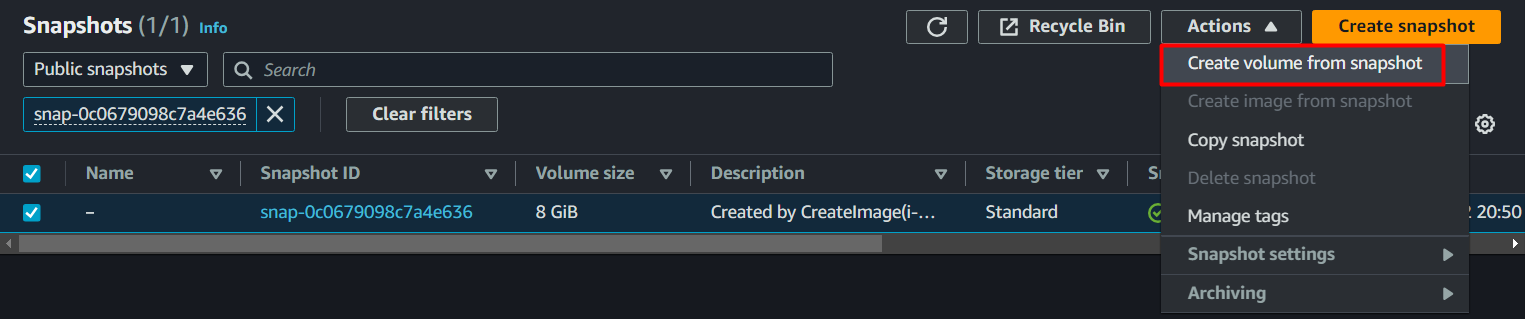 Snapshots (1/1) Info
Recycle Bin
Actions
Create snapshot
Public snapshots
Search
snap-0c0679098c7a4e636
Clear filters
Create volume from snapshot
Create image from snapshot
Copy snapshot
Delete snapshot
Manage tags
Snapshot settings
Archiving
Name Snapshot ID Volume size Description Storage tier
– snap-0c0679098c7a4e636 8 GiB Created by CreateImage(i-... Standard 20:50